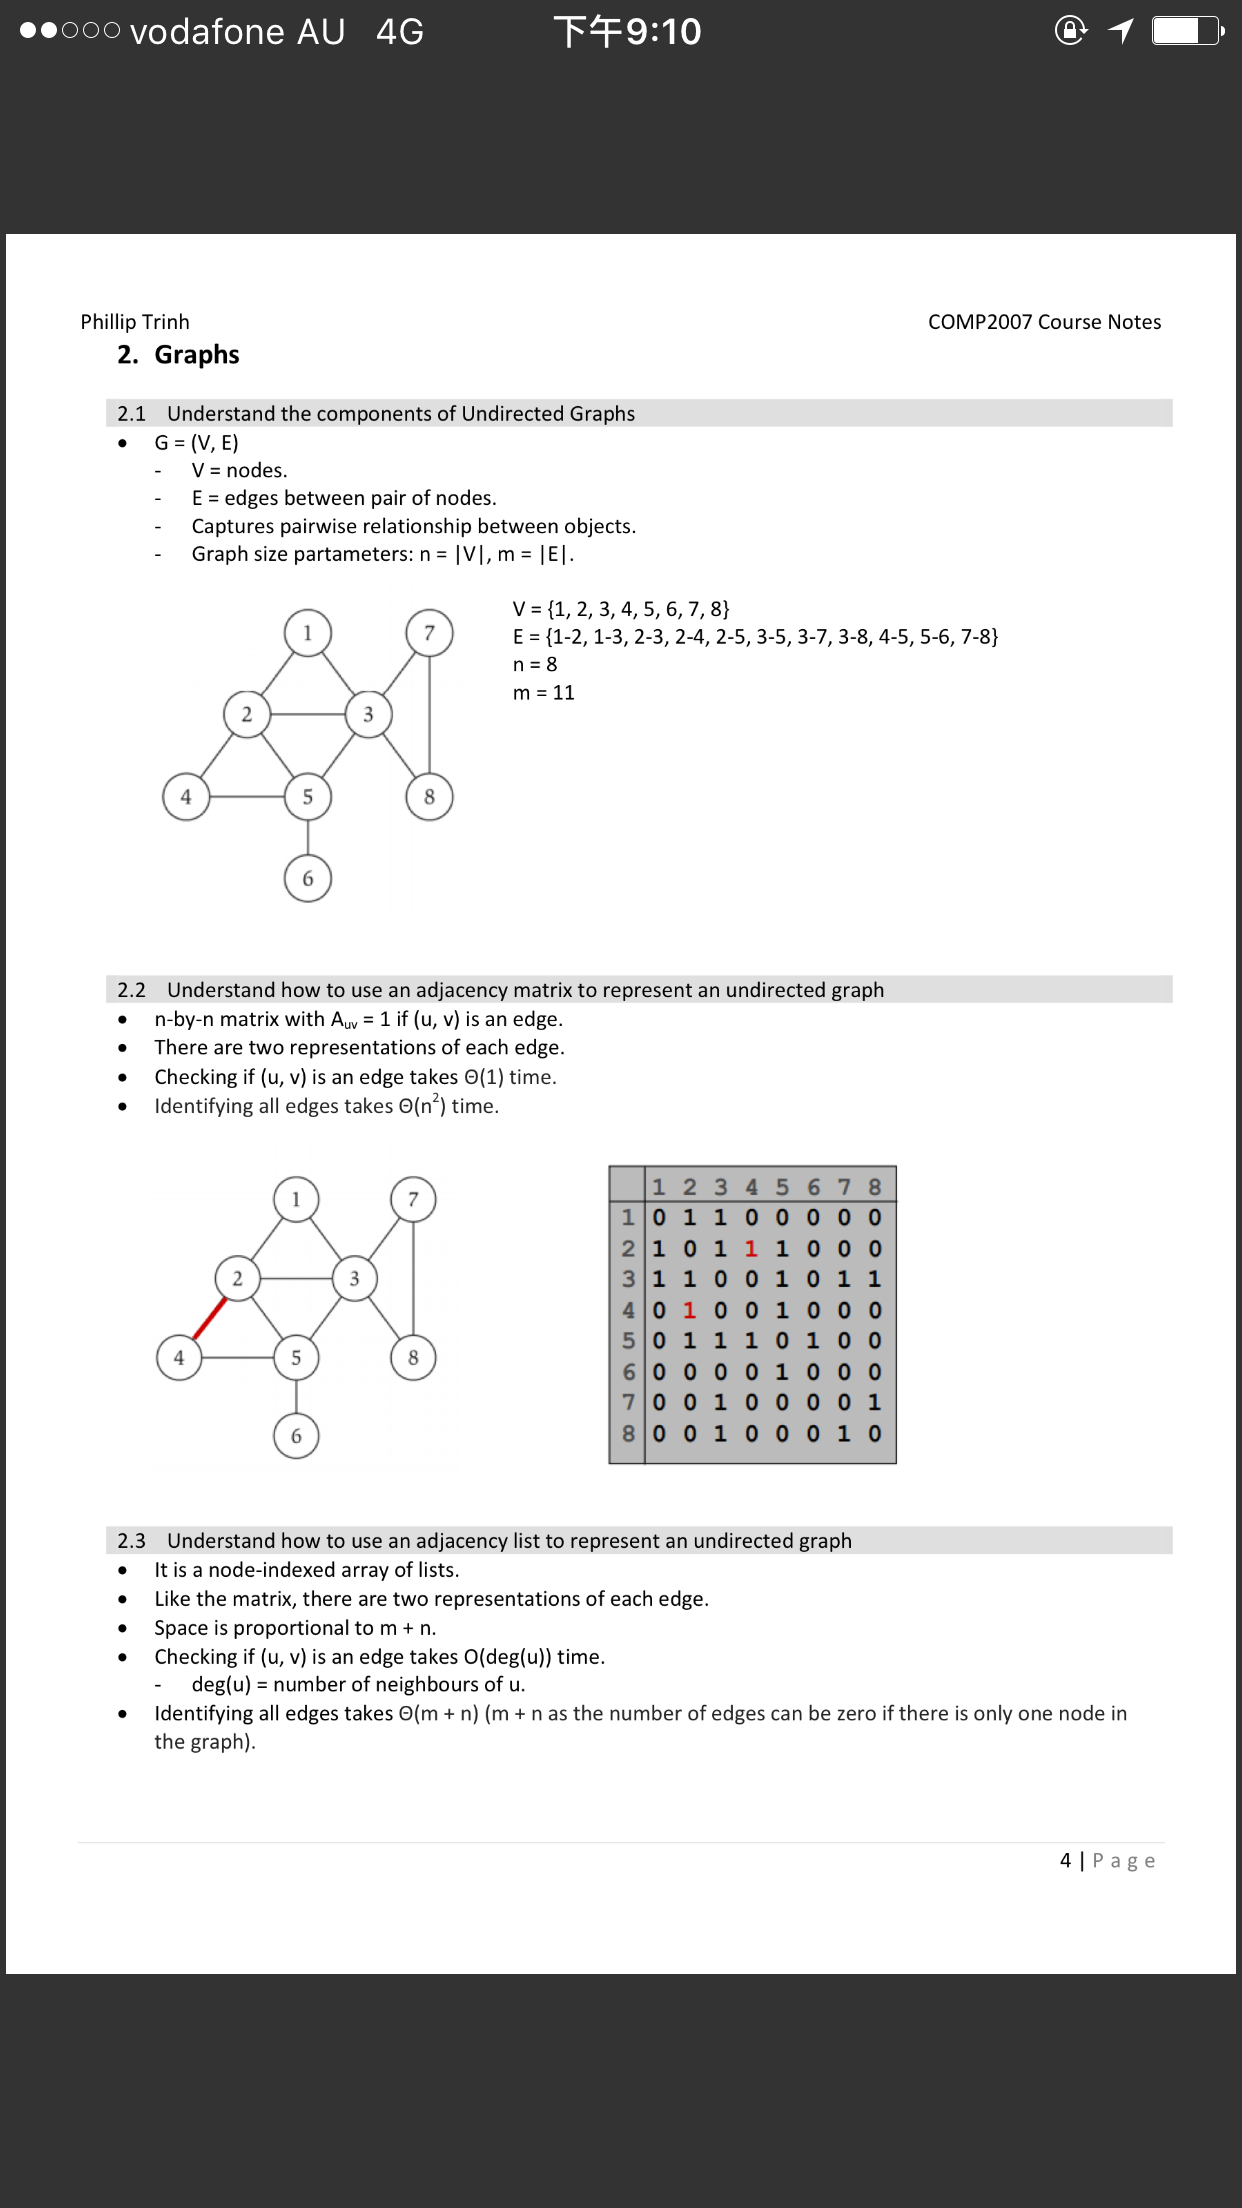 vodafone AU 4G 下午9:10
Phillip Trinh COMP2007 Course Notes
2. Graphs
2.1 Understand the components of Undirected Graphs
• G = (V, E)
- V = nodes.
- E = edges between pair of nodes.
- Captures pairwise relationship between objects.
- Graph size partameters: n = |V|, m = |E|.
V = {1, 2, 3, 4, 5, 6, 7, 8}
E = {1-2, 1-3, 2-3, 2-4, 2-5, 3-5, 3-7, 3-8, 4-5, 5-6, 7-8}
n = 8
m = 11
1 7
2 3
4 5 8
6
2.2 Understand how to use an adjacency matrix to represent an undirected graph
• n-by-n matrix with Auv = 1 if (u, v) is an edge.
• There are two representations of each edge.
• Checking if (u, v) is an edge takes Θ(1) time.
• Identifying all edges takes Θ(n²) time.
1 7
2 3
4 5 8
6
1 2 3 4 5 6 7 8
1 0 1 1 0 0 0 0 0
2 1 0 1 1 1 0 0 0
3 1 1 0 0 1 0 1 1
4 0 1 0 0 1 0 0 0
5 0 1 1 1 0 1 0 0
6 0 0 0 0 1 0 0 0
7 0 0 1 0 0 0 0 1
8 0 0 1 0 0 0 1 0
2.3 Understand how to use an adjacency list to represent an undirected graph
• It is a node-indexed array of lists.
• Like the matrix, there are two representations of each edge.
• Space is proportional to m + n.
• Checking if (u, v) is an edge takes O(deg(u)) time.
- deg(u) = number of neighbours of u.
• Identifying all edges takes Θ(m + n) (m + n as the number of edges can be zero if there is only one node in
the graph).
4 | Page